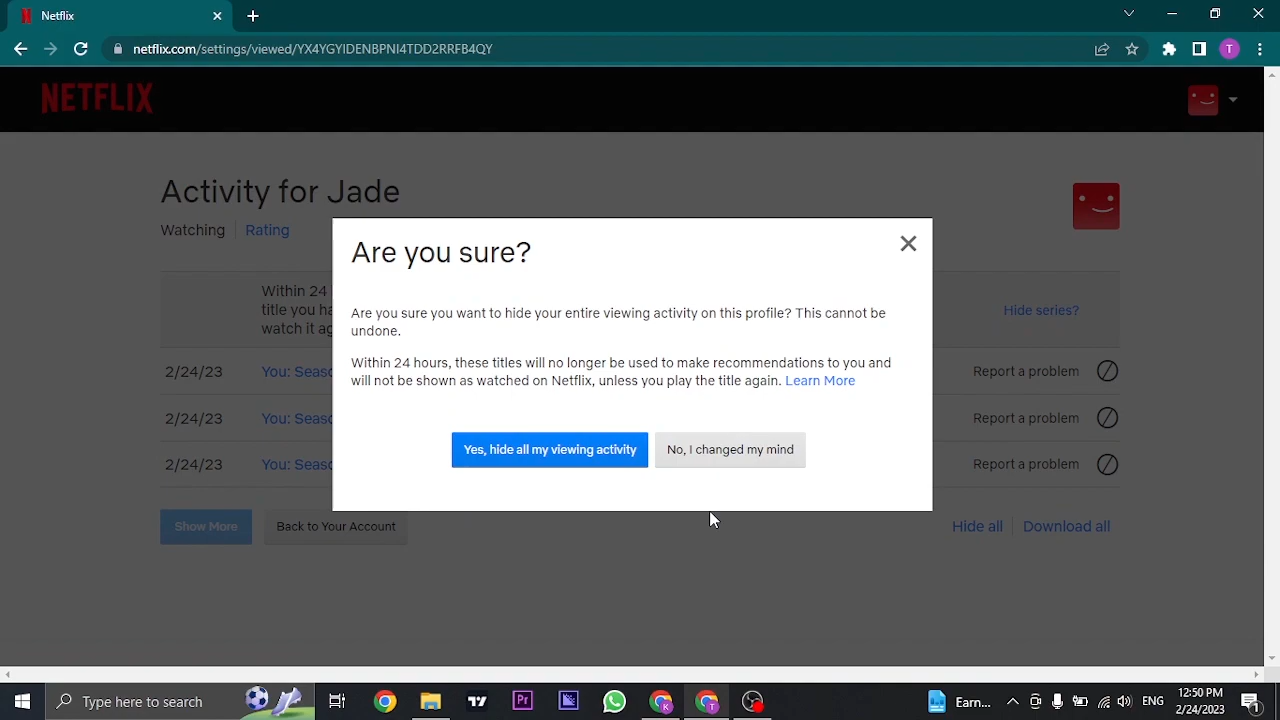 Netflix
netflix.com/settings/viewed/YX4YGYIDENBPNI4TDD2RRFB4QY
T
NETFLIX
Activity for Jade
Watching Rating
Are you sure?
Are you sure you want to hide your entire viewing activity on this profile? This cannot be
undone.
Within 24 hours, these titles will no longer be used to make recommendations to you and
will not be shown as watched on Netflix, unless you play the title again. Learn More
Yes, hide all my viewing activity No, I changed my mind
Within 24
title you ha
watch it ag
Hide series?
2/24/23 You: Seas Report a problem
2/24/23 You: Seas Report a problem
2/24/23 You: Seas Report a problem
Show More Back to Your Account Hide all Download all
Type here to search
Pr
K
T
Earn...
ENG
12:50 PM
2/24/2023
1